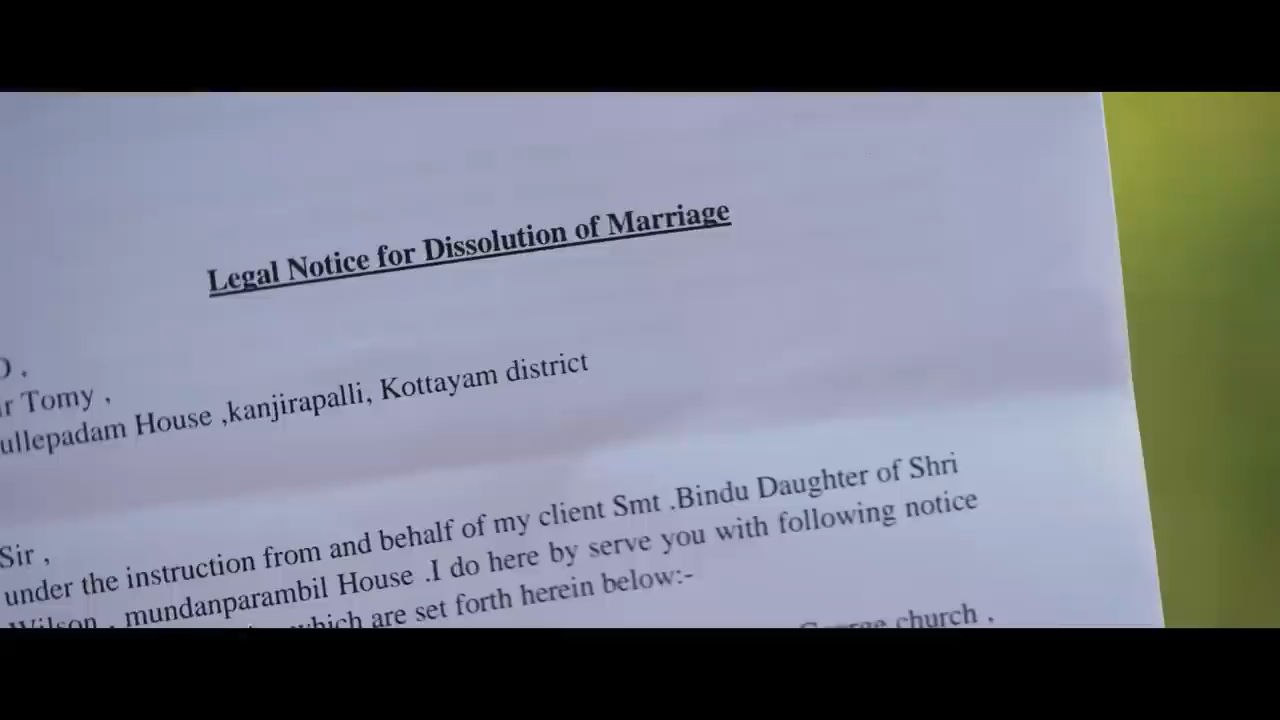 Legal Notice for Dissolution of Marriage
Tomy ,
House ,kanjirapalli, Kottayam district
Sir ,
under the instruction from and behalf of my client Smt .Bindu Daughter of Shri
Wilson , mundanparambil House .I do here by serve you with following notice
which are set forth herein below:-
church ,